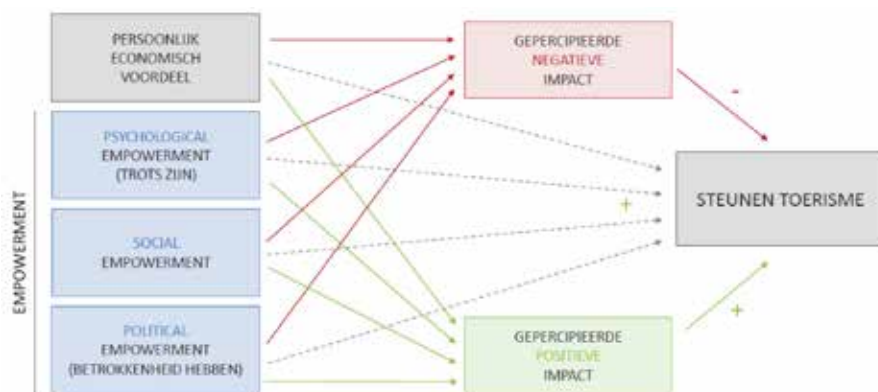 PERSOONLIJK
ECONOMISCH
VOORDEEL
GEPERCIPIEERDE
NEGATIEVE
IMPACT
-
EMPOWERMENT
PSYCHOLOGICAL
EMPOWERMENT
(TROTS ZIJN)
STEUNEN TOERISME
+
SOCIAL
EMPOWERMENT
POLITICAL
EMPOWERMENT
(BETROKKENHEID HEBBEN)
GEPERCIPIEERDE
POSITIEVE
IMPACT
+